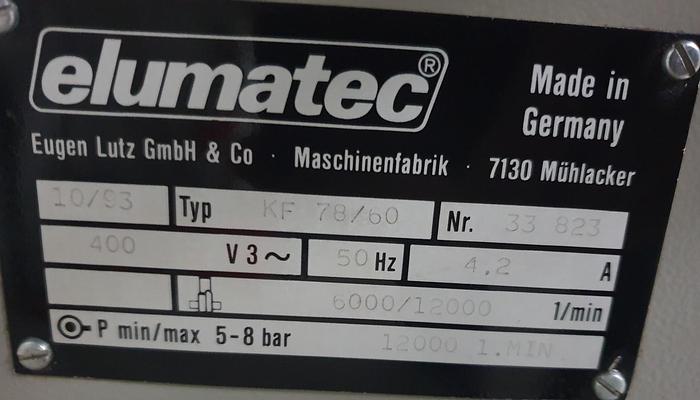 elumatec®
Made in
Germany
Eugen Lutz GmbH & Co · Maschinenfabrik · 7130 Mühlacker
10/93 Typ KF 78/60 Nr. 33 823
400 V 3~ 50 Hz 4.2 A
6000/12000 1/min
P min/max 5-8 bar 12000 1.MIN